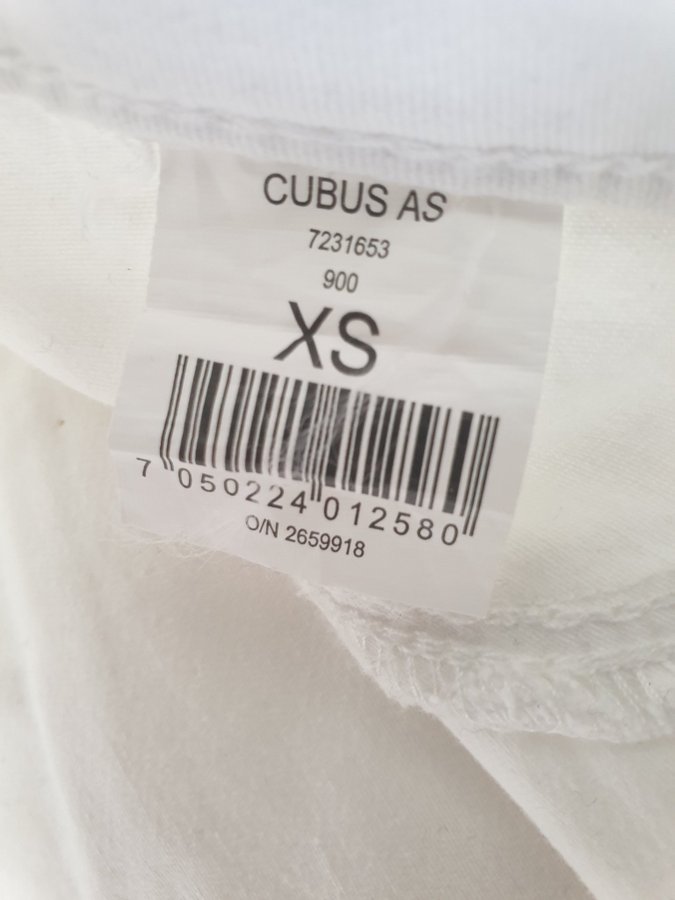 CUBUS AS
7231653
900
XS
7 050224 012580
O/N 2659918